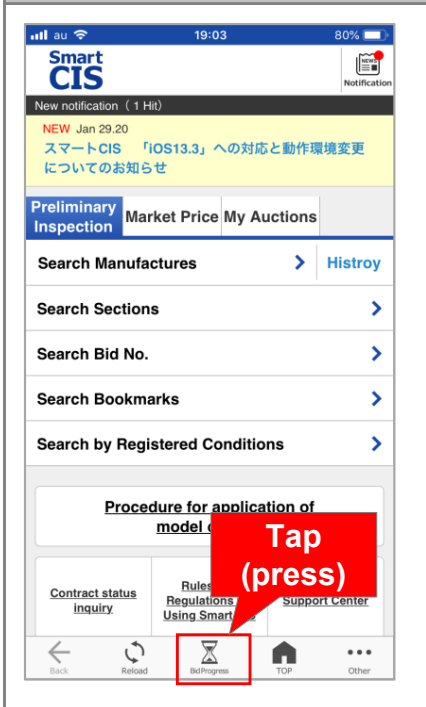 au 19:03 80%
Smart
CIS
NEWS
Notification
New notification（ 1 Hit）
NEW Jan 29.20
スマートCIS 「iOS13.3」への対応と動作環境変更
についてのお知らせ
Preliminary
Inspection
Market Price
My Auctions
Search Manufactures
Histroy
Search Sections
Search Bid No.
Search Bookmarks
Search by Registered Conditions
Procedure for application of
model
Tap
(press)
Contract status
inquiry
Rules
Regulations
Using Smart
Support Center
Back Reload BidProgress TOP Other